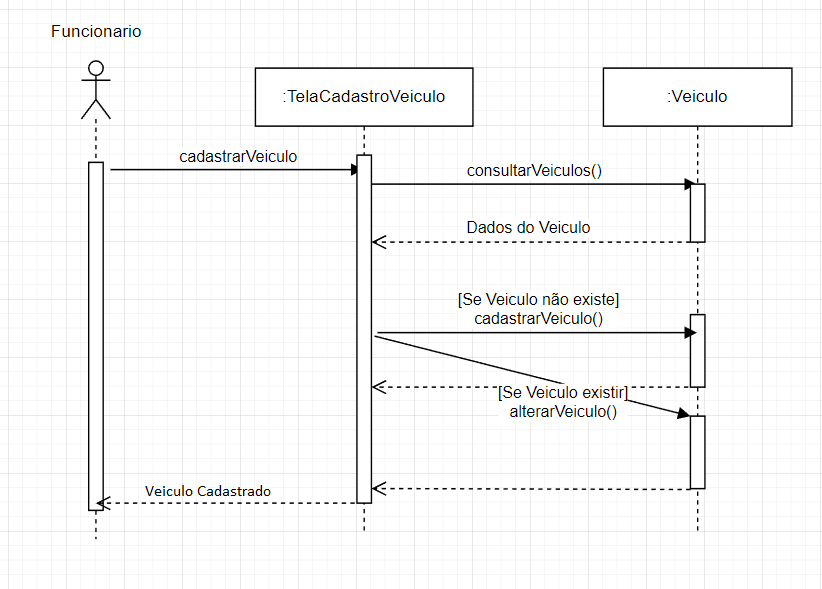 Funcionario
:TelaCadastroVeiculo
:Veiculo
cadastrarVeiculo
consultarVeiculos()
Dados do Veiculo
[Se Veiculo não existe]
cadastrarVeiculo()
[Se Veiculo existir]
alterarVeiculo()
Veiculo Cadastrado